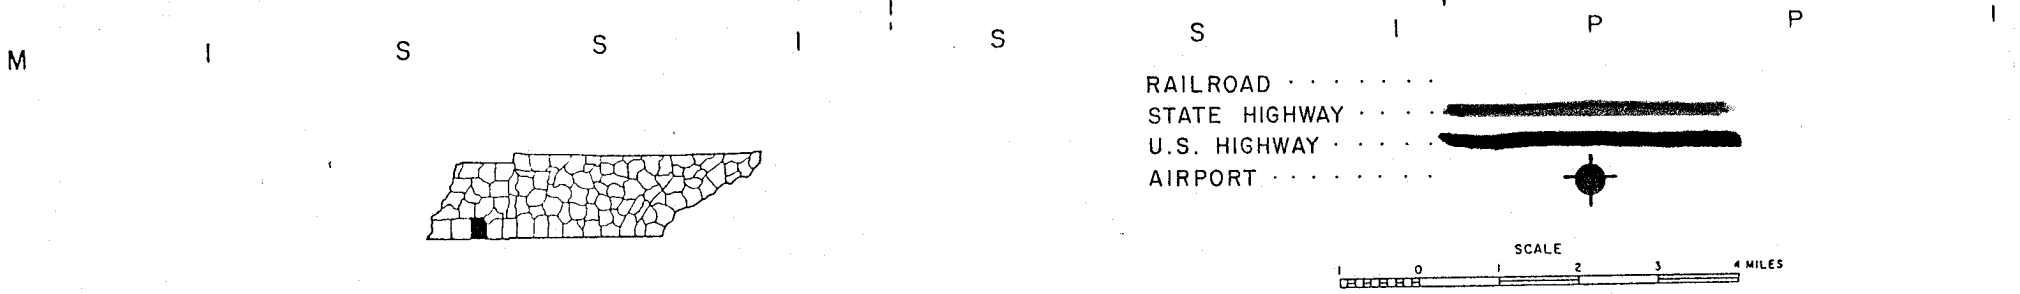 M I S S I S S I P P I
RAILROAD . . . . . . .
STATE HIGHWAY . . . .
U.S. HIGHWAY . . . . .
AIRPORT . . . . . . . .
SCALE
1 0 1 2 3 4 MILES